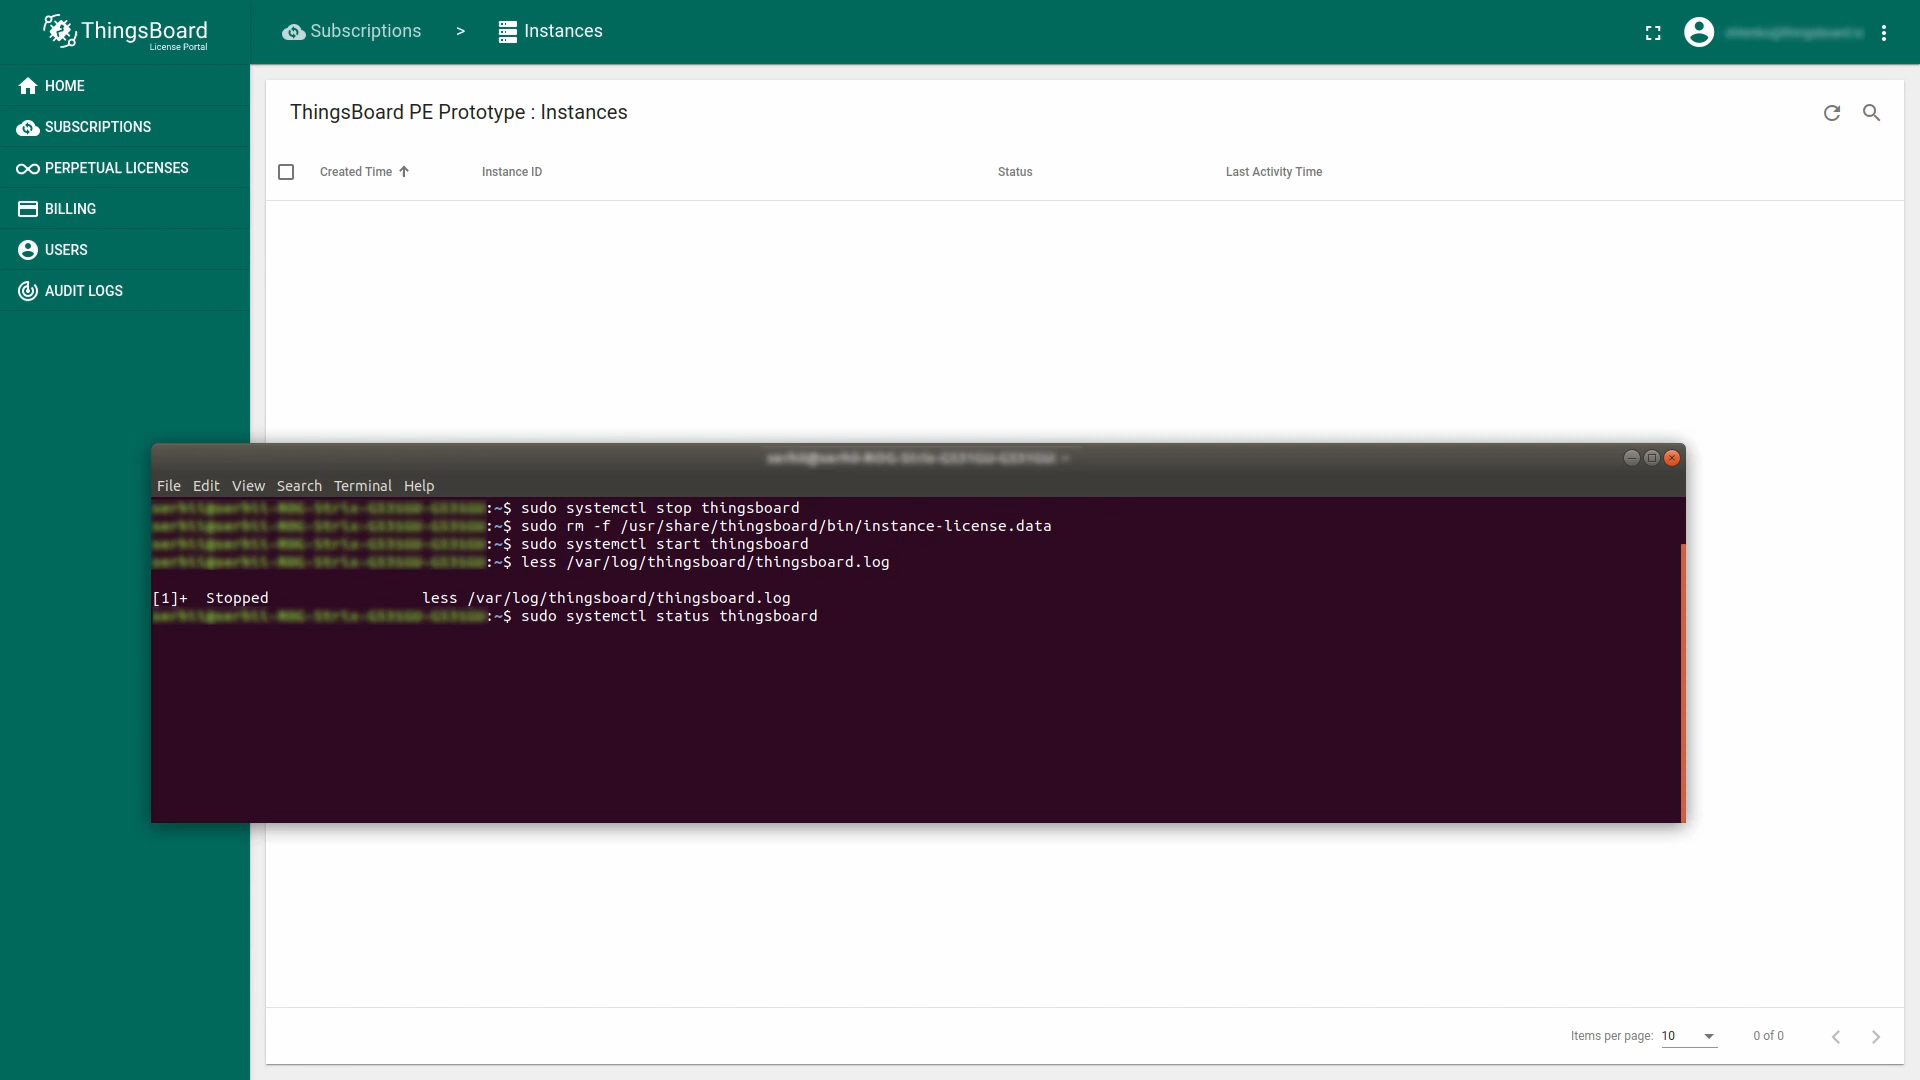 ThingsBoard
License Portal
Subscriptions > Instances
HOME
SUBSCRIPTIONS
PERPETUAL LICENSES
BILLING
USERS
AUDIT LOGS
ThingsBoard PE Prototype : Instances
Created Time Instance ID Status Last Activity Time
File Edit View Search Terminal Help
:~$ sudo systemctl stop thingsboard
:~$ sudo rm -f /usr/share/thingsboard/bin/instance-license.data
:~$ sudo systemctl start thingsboard
:~$ less /var/log/thingsboard/thingsboard.log
[1]+ Stopped less /var/log/thingsboard/thingsboard.log
:~$ sudo systemctl status thingsboard
Items per page: 10 0 of 0